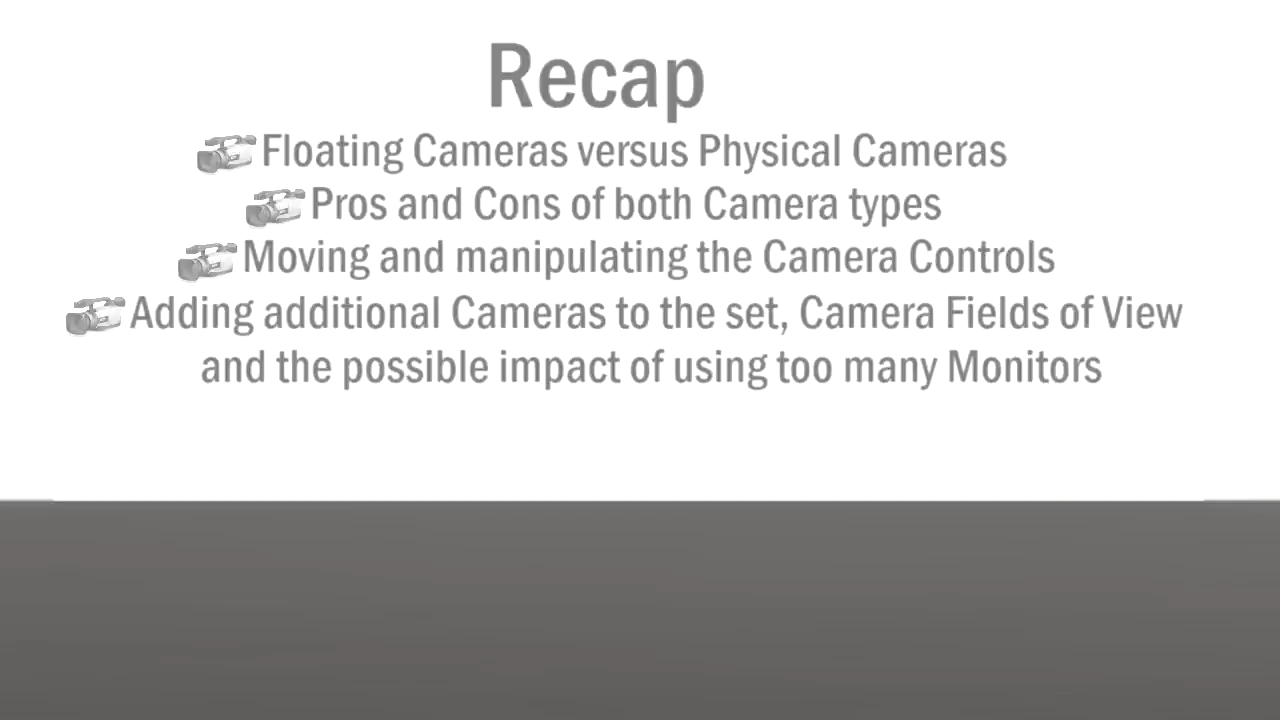 Recap
Floating Cameras versus Physical Cameras
Pros and Cons of both Camera types
Moving and manipulating the Camera Controls
Adding additional Cameras to the set, Camera Fields of View
and the possible impact of using too many Monitors